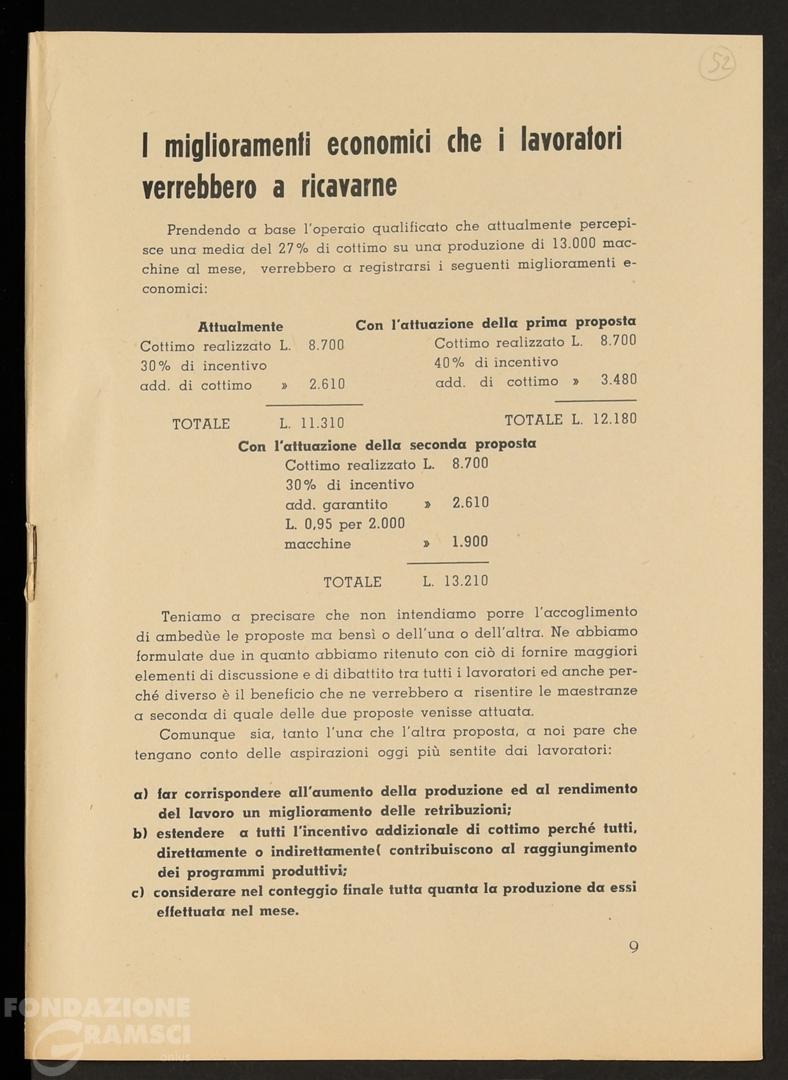 52
I miglioramenti economici che i lavoratori
verrebbero a ricavarne
Prendendo a base l'operaio qualificato che attualmente percepi-
sce una media del 27% di cottimo su una produzione di 13.000 mac-
chine al mese, verrebbero a registrarsi i seguenti miglioramenti e-
conomici:
Attualmente
Cottimo realizzato L. 8.700
30% di incentivo
add. di cottimo » 2.610
TOTALE L. 11.310
Con l'attuazione della prima proposta
Cottimo realizzato L. 8.700
40% di incentivo
add. di cottimo » 3.480
TOTALE L. 12.180
Con l'attuazione della seconda proposta
Cottimo realizzato L. 8.700
30% di incentivo
add. garantito » 2.610
L. 0,95 per 2.000
macchine » 1.900
TOTALE L. 13.210
Teniamo a precisare che non intendiamo porre l'accoglimento
di ambedùe le proposte ma bensì o dell'una o dell'altra. Ne abbiamo
formulate due in quanto abbiamo ritenuto con ciò di fornire maggiori
elementi di discussione e di dibattito tra tutti i lavoratori ed anche per-
ché diverso è il beneficio che ne verrebbero a risentire le maestranze
a seconda di quale delle due proposte venisse attuata.
Comunque sia, tanto l'una che l'altra proposta, a noi pare che
tengano conto delle aspirazioni oggi più sentite dai lavoratori:
a) far corrispondere all'aumento della produzione ed al rendimento
del lavoro un miglioramento delle retribuzioni;
b) estendere a tutti l'incentivo addizionale di cottimo perché tutti,
direttamente o indirettamente( contribuiscono al raggiungimento
dei programmi produttivi;
c) considerare nel conteggio finale tutta quanta la produzione da essi
effettuata nel mese.
9
FONDAZIONE
GRAMSCI
onlus